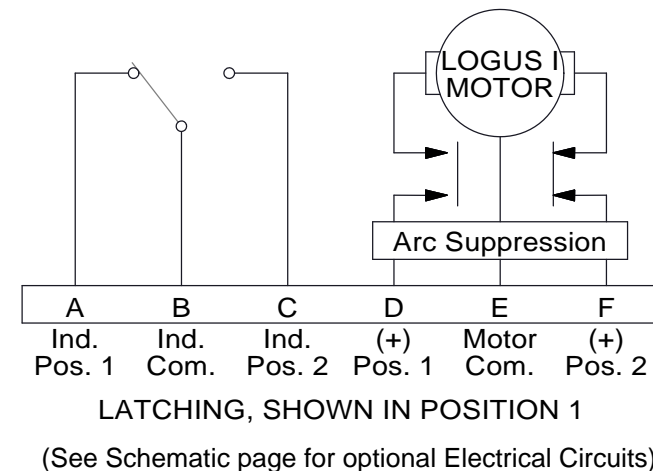 LOGUS I
MOTOR
Arc Suppression
A B C D E F
Ind. Ind. Ind. (+) Motor (+)
Pos. 1 Com. Pos. 2 Pos. 1 Com. Pos. 2
LATCHING, SHOWN IN POSITION 1
(See Schematic page for optional Electrical Circuits)